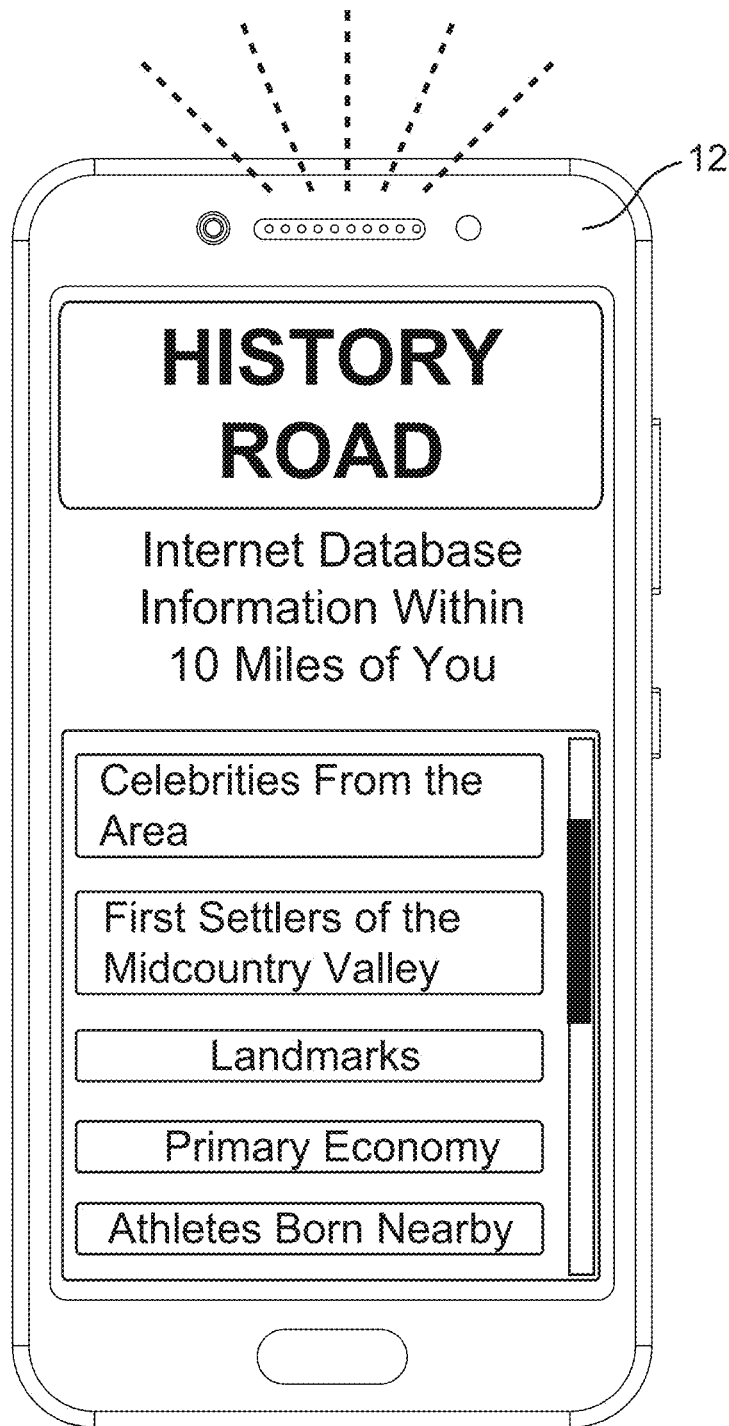 12
HISTORY
ROAD
Internet Database
Information Within
10 Miles of You
Celebrities From the
Area
First Settlers of the
Midcountry Valley
Landmarks
Primary Economy
Athletes Born Nearby